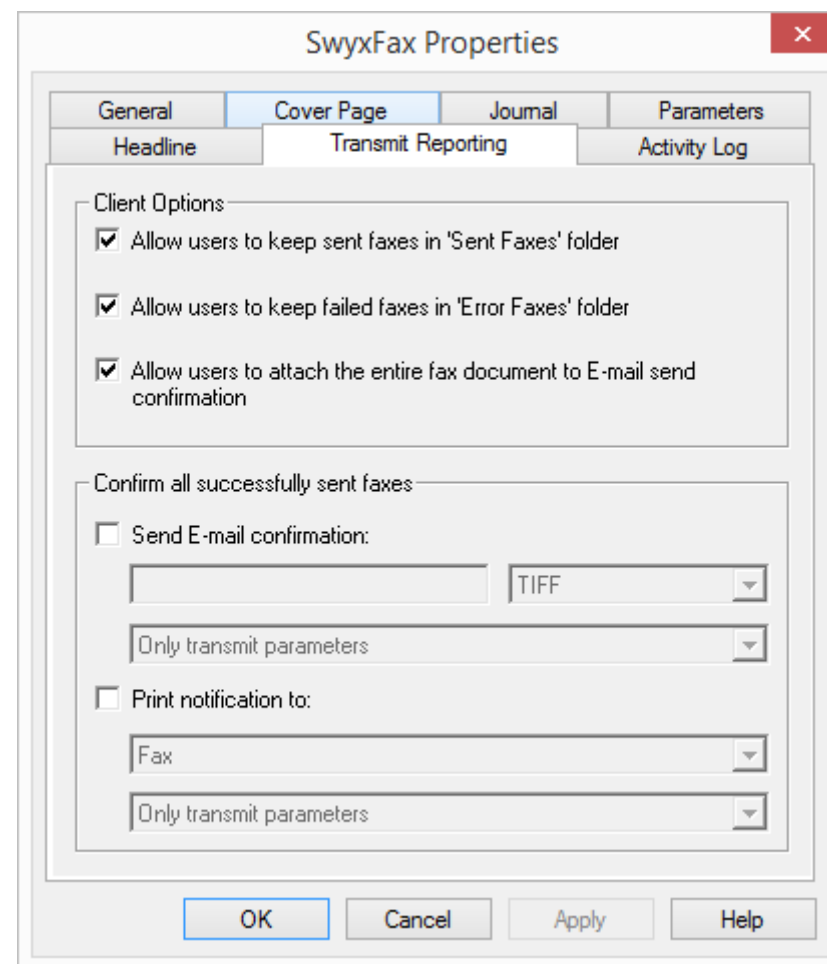 SwyxFax Properties
General Cover Page Journal Parameters
Headline Transmit Reporting Activity Log
Client Options
Allow users to keep sent faxes in 'Sent Faxes' folder
Allow users to keep failed faxes in 'Error Faxes' folder
Allow users to attach the entire fax document to E-mail send
confirmation
Confirm all successfully sent faxes
Send E-mail confirmation:
TIFF
Only transmit parameters
Print notification to:
Fax
Only transmit parameters
OK Cancel Apply Help